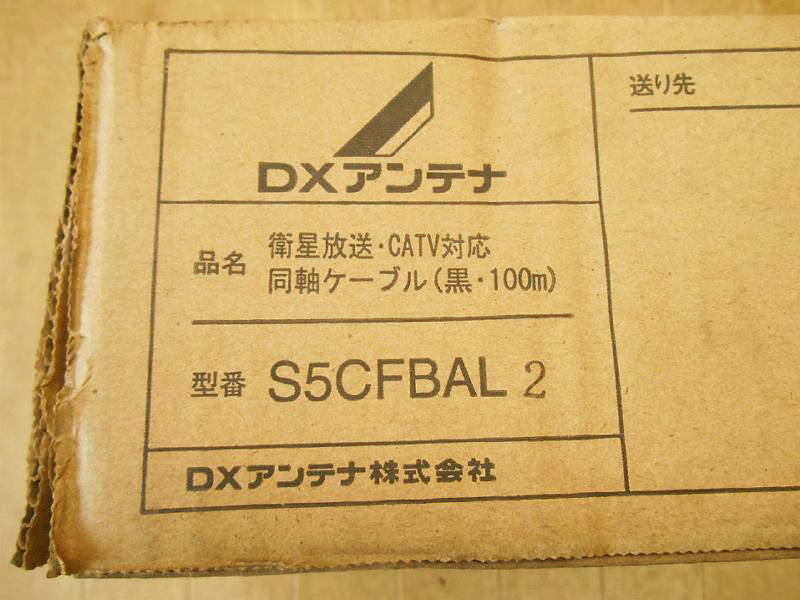 DXアンテナ
送り先
品名 衛星放送・CATV対応
同軸ケーブル(黒・100m)
型番 S5CFBAL 2
DXアンテナ株式会社